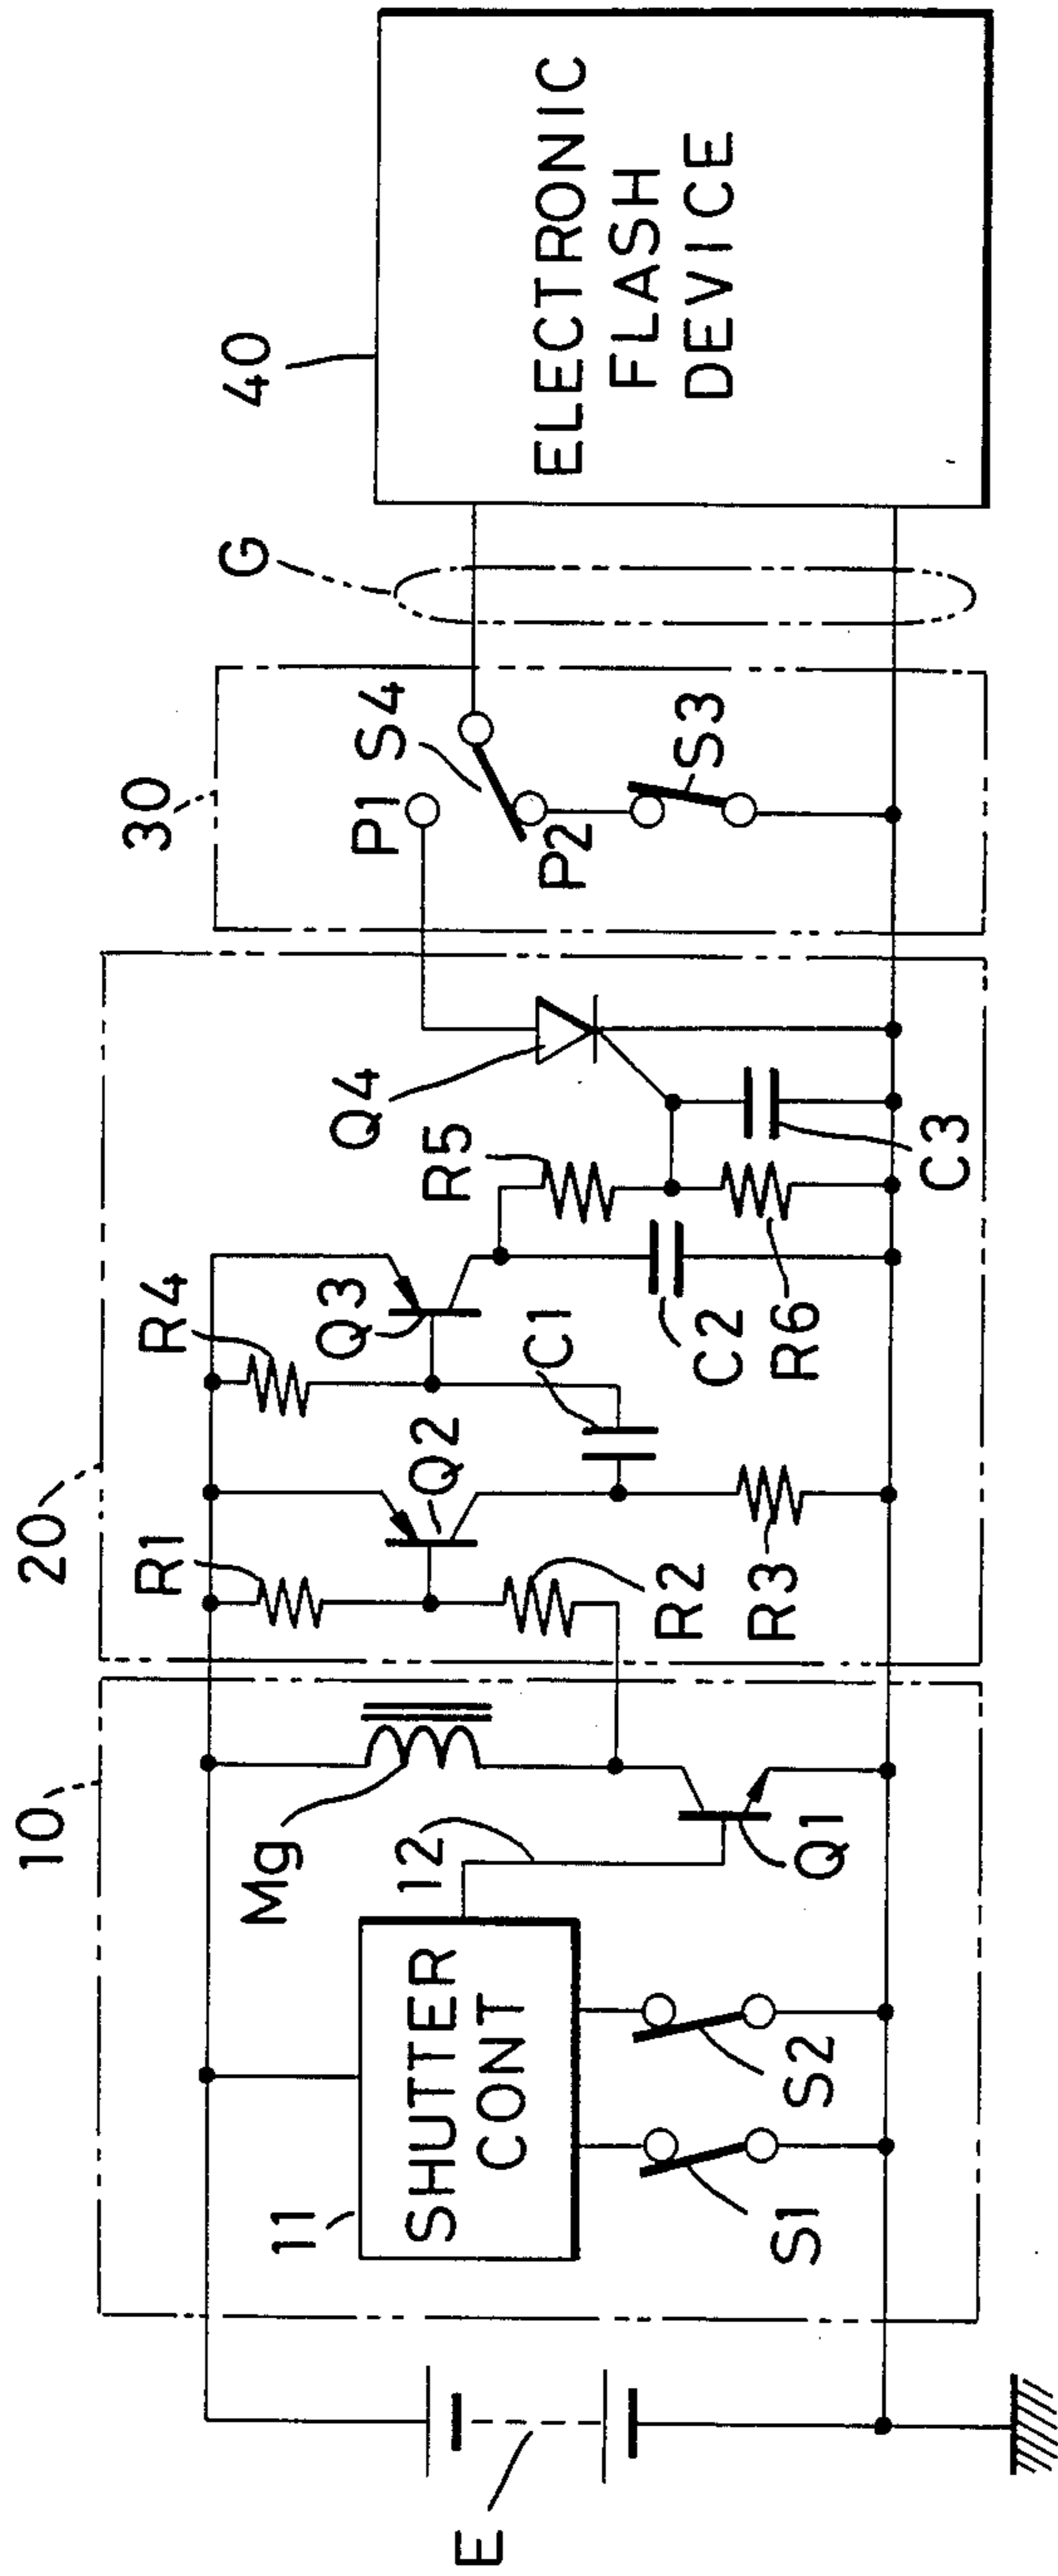 10
20
30
G
40
11
SHUTTER
CONT
12
Mg
Q1
S1
S2
E
R1
R2
Q2
R3
R4
Q3
C1
C2
R6
R5
Q4
C3
P1
S4
P2
S3
ELECTRONIC
FLASH
DEVICE